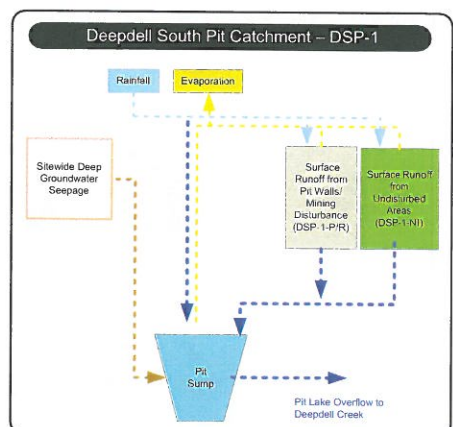 Deepdell South Pit Catchment – DSP-1
Rainfall
Evaporation
Sitewide Deep
Groundwater
Seepage
Surface
Runoff from
Pit Walls/
Mining
Disturbance
(DSP-1-P/R)
Surface Runoff
from
Undisturbed
Areas
(DSP-1-NI)
Pit
Sump
Pit Lake Overflow to
Deepdell Creek